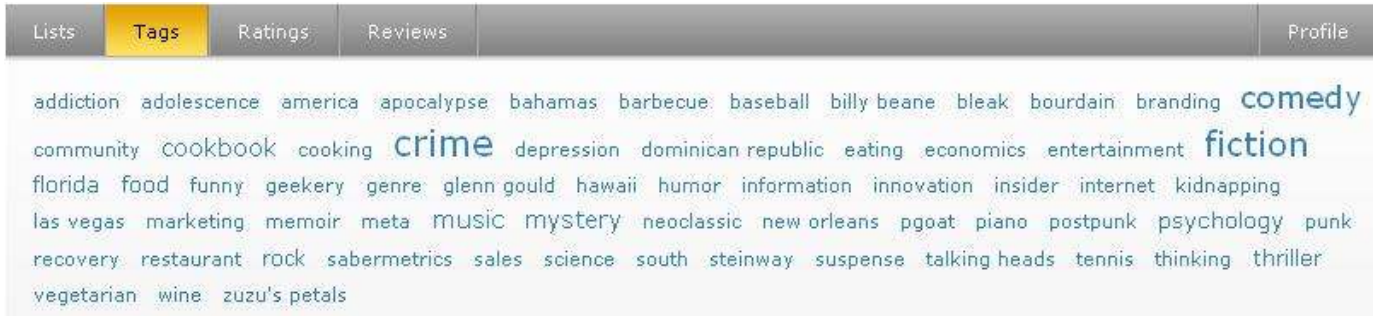 Lists Tags Ratings Reviews Profile
addiction adolescence america apocalypse bahamas barbecue baseball billy beane bleak bourdain branding comedy
community cookbook cooking crime depression dominican republic eating economics entertainment fiction
florida food funny geekery genre glenn gould hawaii humor information innovation insider internet kidnapping
las vegas marketing memoir meta music mystery neoclassic new orleans pgoat piano postpunk psychology punk
recovery restaurant rock sabermetrics sales science south steinway suspense talking heads tennis thinking thriller
vegetarian wine zuzu's petals